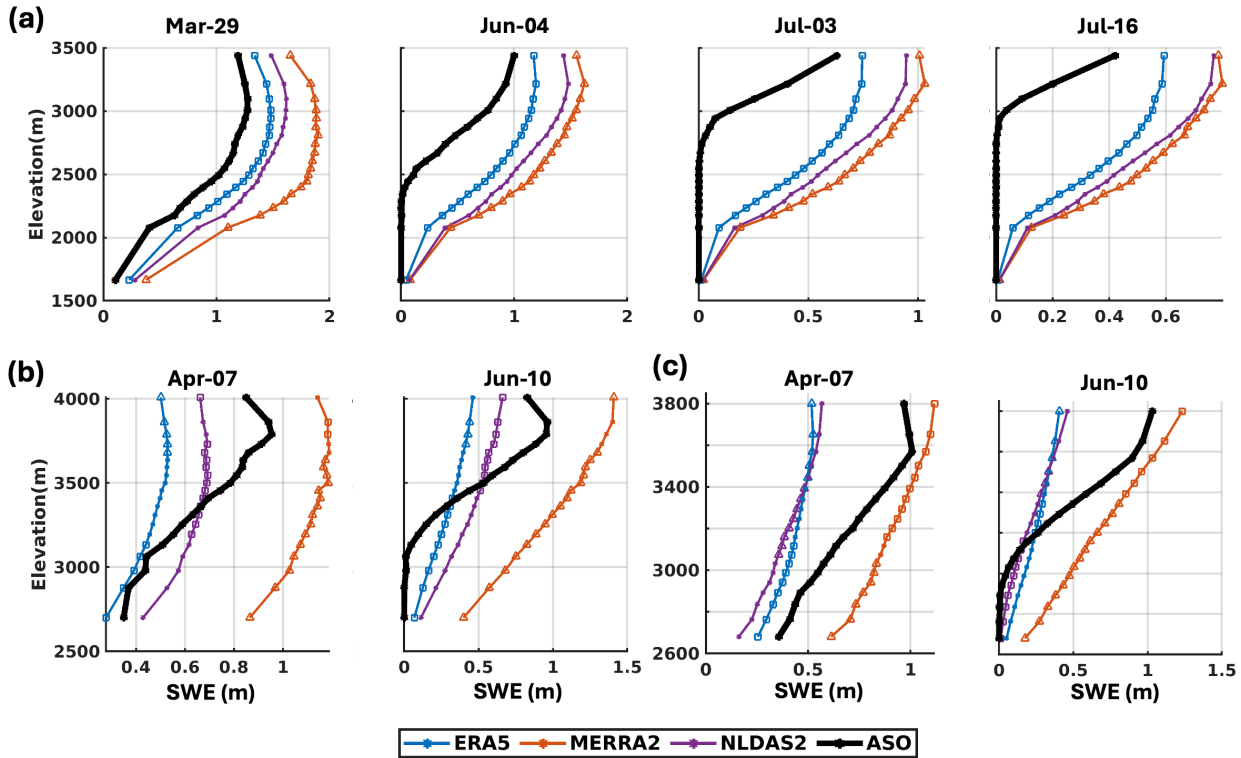 (a)
Mar-29 Jun-04 Jul-03 Jul-16
3500
3000
2500
2000
1500
Elevation(m)
0 1 2 0 1 2 0 0.5 1 0 0.2 0.4 0.6
(b) (c)
Apr-07 Jun-10 Apr-07 Jun-10
4000
3500
3000
2500
Elevation(m)
3800
3400
3000
2600
0.4 0.6 0.8 1 0 0.5 1 1.5 0 0.5 1 0 0.5 1 1.5
SWE (m) SWE (m) SWE (m) SWE (m)
ERA5 MERRA2 NLDAS2 ASO